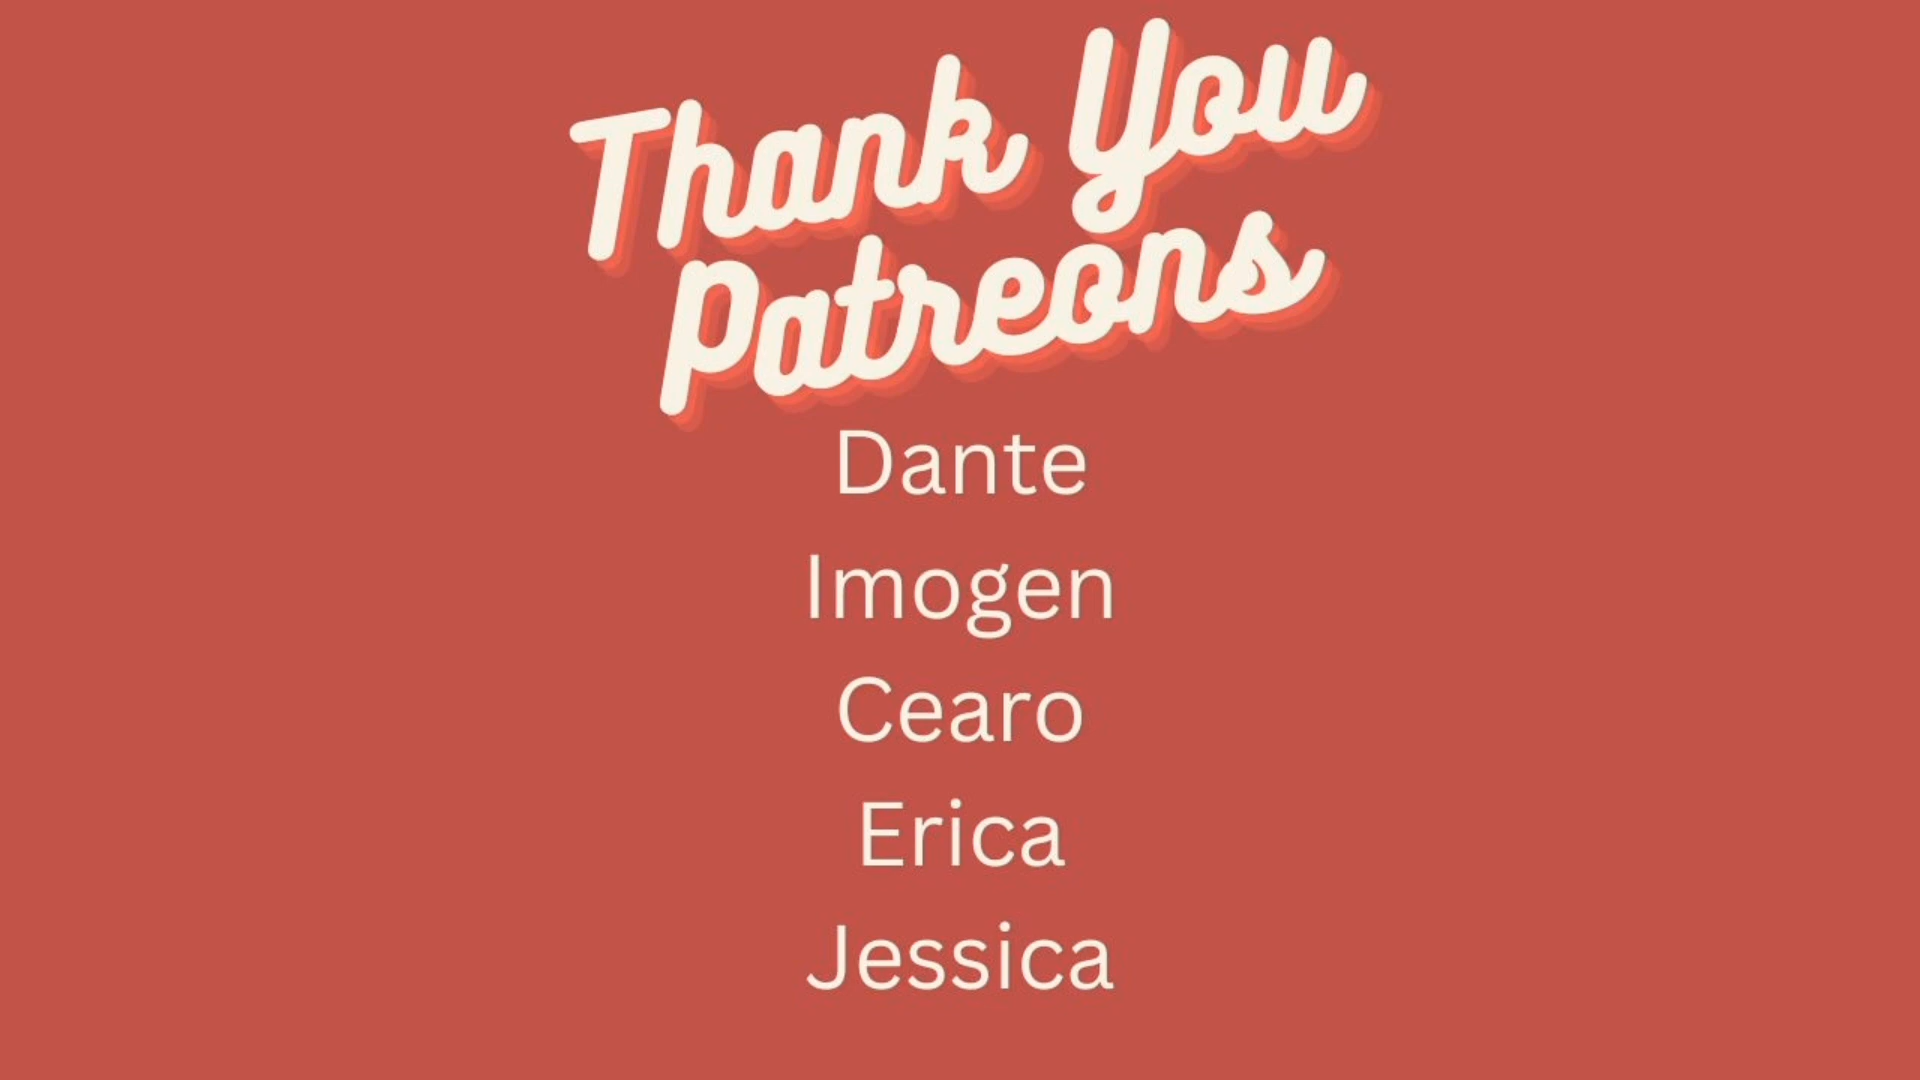 Thank You
Patreons
Dante
Imogen
Cearo
Erica
Jessica